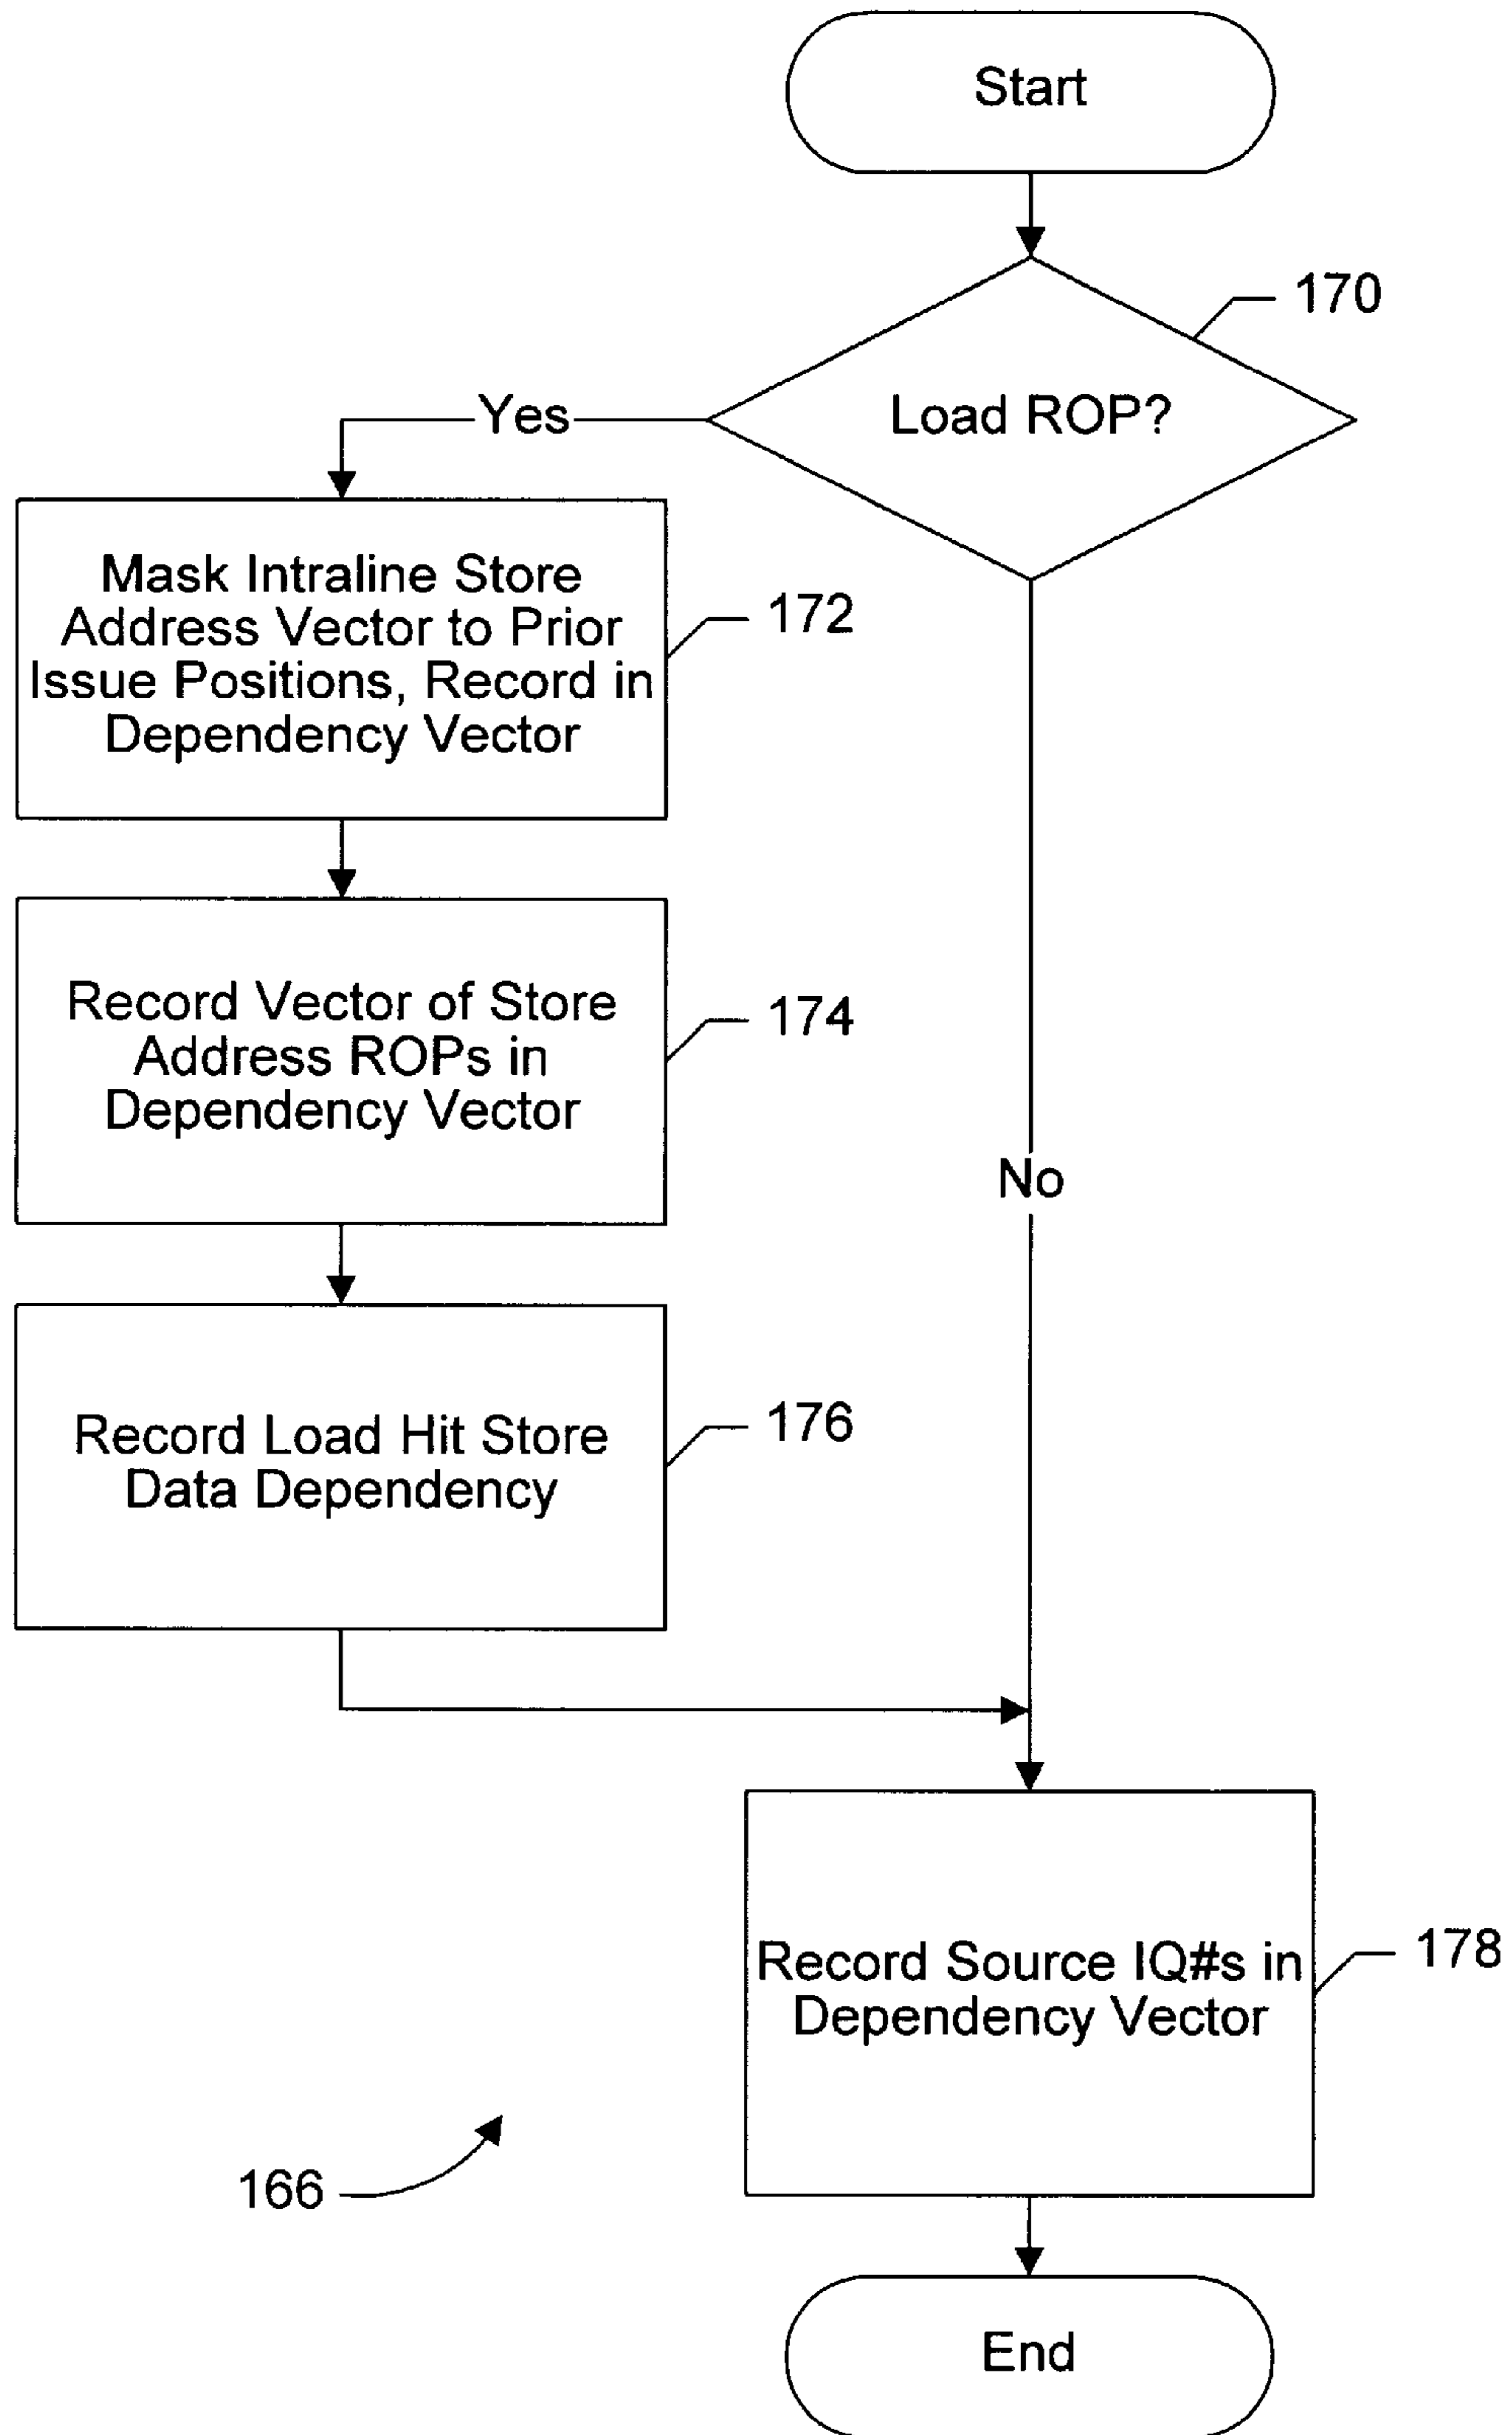 Start
170
Load ROP?
Yes
Mask Intraline Store
Address Vector to Prior
Issue Positions, Record in
Dependency Vector
172
Record Vector of Store
Address ROPs in
Dependency Vector
174
No
Record Load Hit Store
Data Dependency
176
Record Source IQ#s in
Dependency Vector
178
166
End